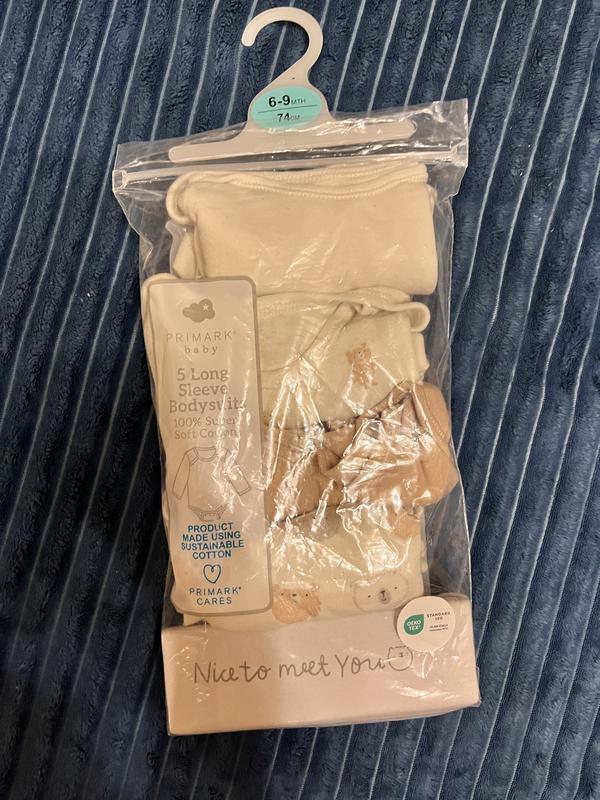 6-9 MTH
74 CM
PRIMARK®
baby
5 Long
Sleeve
Bodysuits
100% Super
Soft Cotton
PRODUCT
MADE USING
SUSTAINABLE
COTTON
PRIMARK®
CARES
OEKO
TEX®
STANDARD
100
Nice to meet You